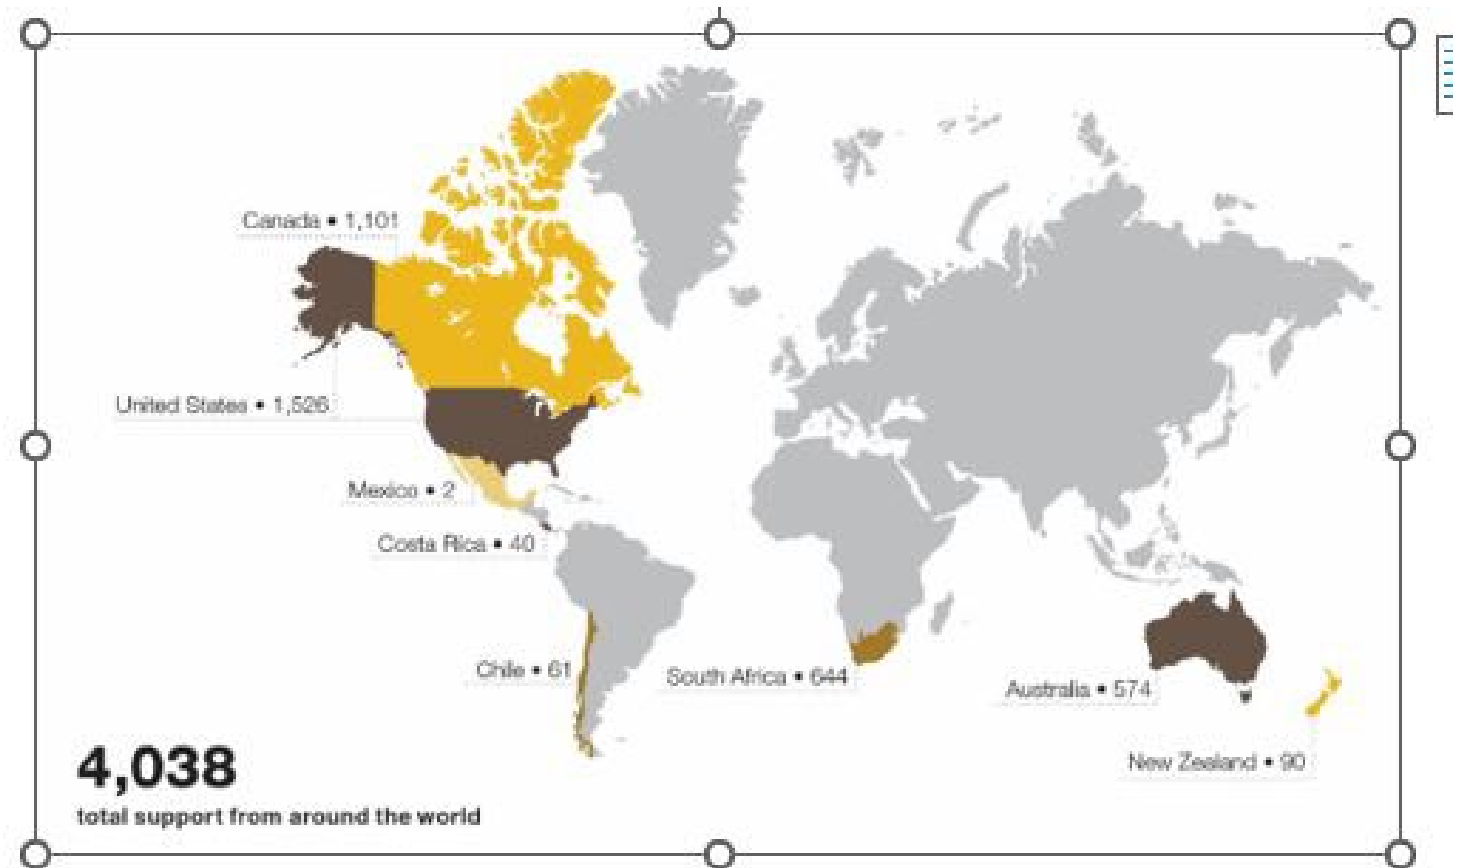 Canada • 1,101
United States • 1,526
Mexico • 2
Costa Rica • 40
Chile • 61
South Africa • 644
Australia • 574
New Zealand • 90
4,038
total support from around the world